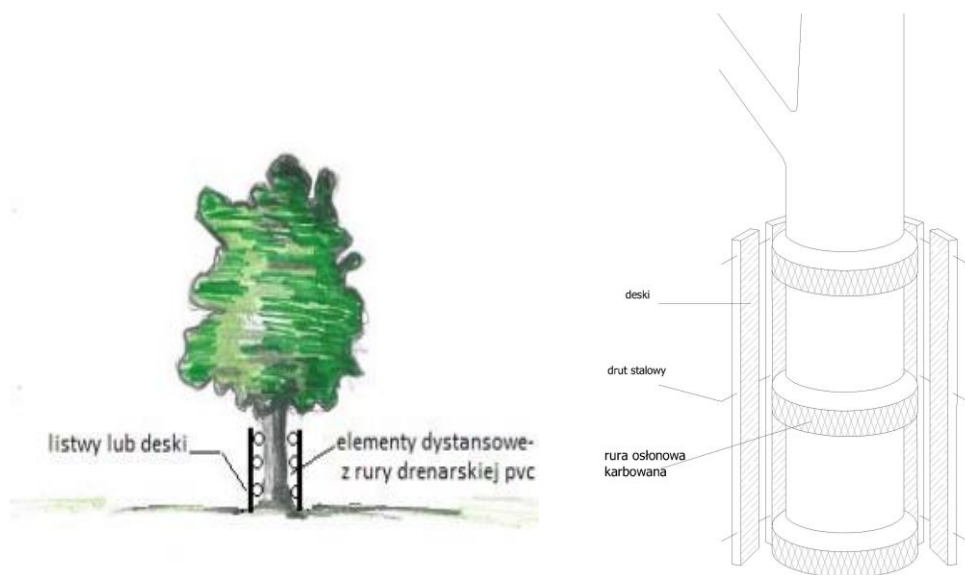 listwy lub deski
elementy dystansowe-
z rury drenarskiej pvc
deski
drut stalowy
rura osłonowa
karbowana